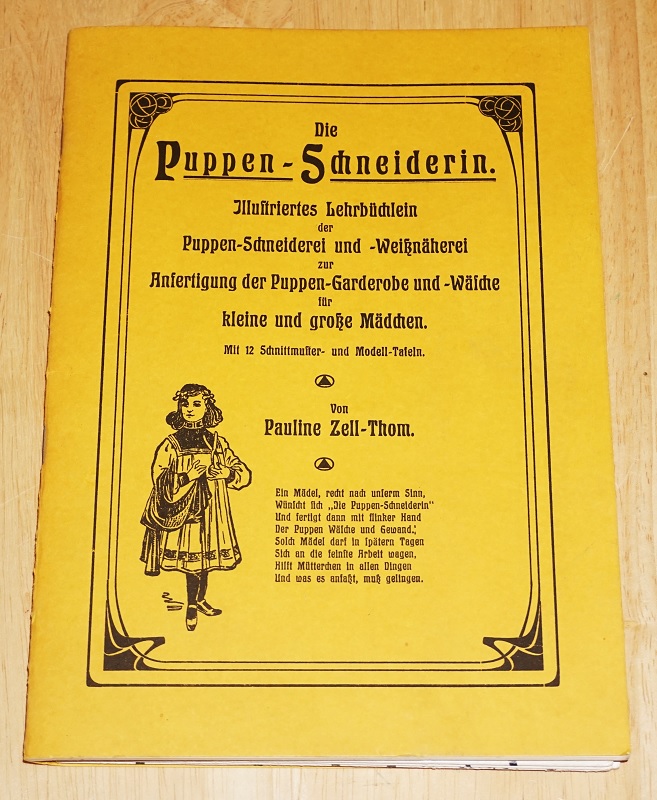 Die
Puppen-Schneiderin.
Illuſtriertes Lehrbüchlein
der
Puppen-Schneiderei und -Weißnäherei
zur
Anfertigung der Puppen-Garderobe und -Wäſche
für
kleine und große Mädchen.
Mit 12 Schnittmuſter- und Modell-Tafeln.
Von
Pauline Zell-Thom.
Ein Mädel, recht nach unſerm Sinn,
Wünſcht ſich „Die Puppen-Schneiderin“
Und fertigt dann mit flinker Hand
Der Puppen Wäſche und Gewand.;
Solch Mädel darf in ſpätern Tagen
Sich an die feinſte Arbeit wagen,
Hilft Mütterchen in allen Dingen
Und was es anfaßt, muß gelingen.